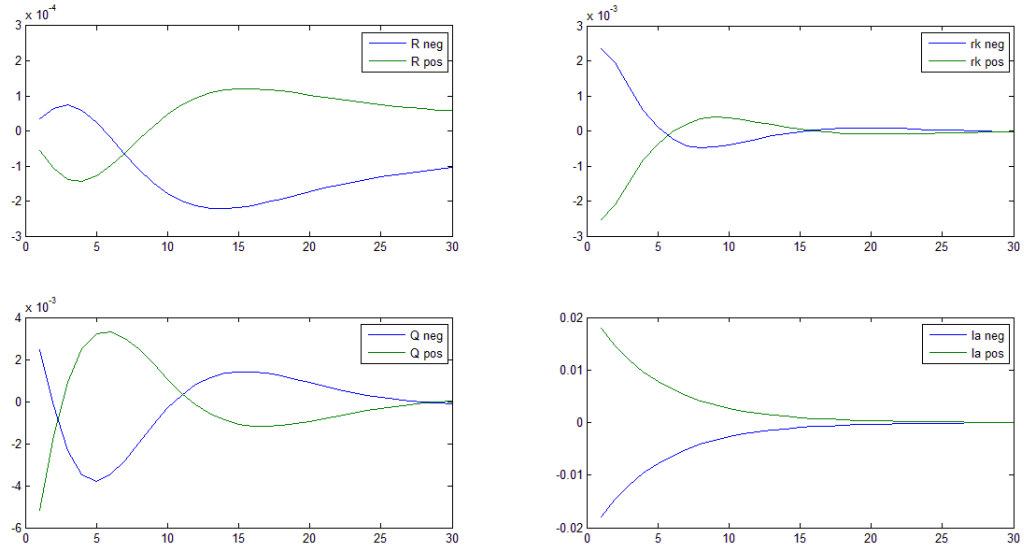 x 10⁻⁴
3
2
1
0
-1
-2
-3
0 5 10 15 20 25 30
R neg
R pos
x 10⁻³
3
2
1
0
-1
-2
-3
0 5 10 15 20 25 30
rk neg
rk pos
x 10⁻³
4
2
0
-2
-4
-6
0 5 10 15 20 25 30
Q neg
Q pos
0.02
0.01
0
-0.01
-0.02
0 5 10 15 20 25 30
la neg
la pos